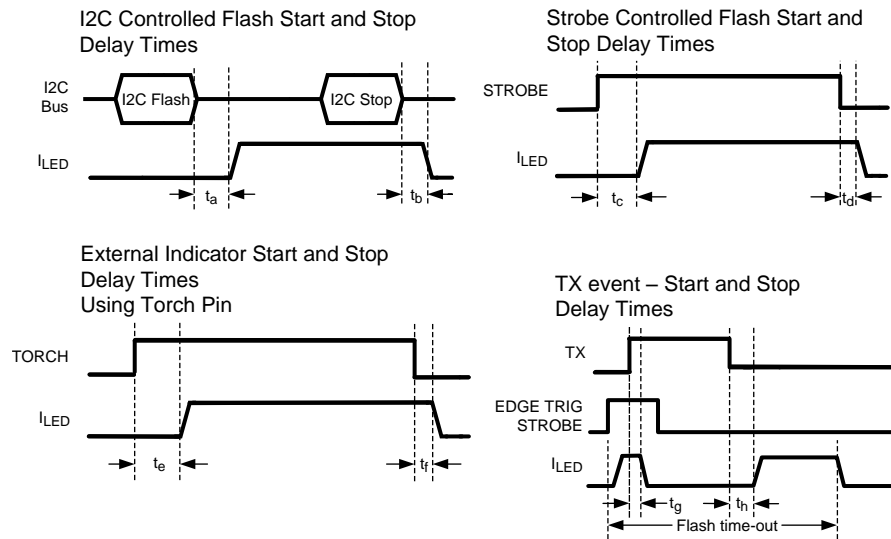 I2C Controlled Flash Start and Stop
Delay Times
I2C
Bus
I2C Flash
I2C Stop
ILED
ta
tb
Strobe Controlled Flash Start and
Stop Delay Times
STROBE
ILED
tc
td
External Indicator Start and Stop
Delay Times
Using Torch Pin
TORCH
ILED
te
tf
TX event – Start and Stop
Delay Times
TX
EDGE TRIG
STROBE
ILED
tg
th
Flash time-out